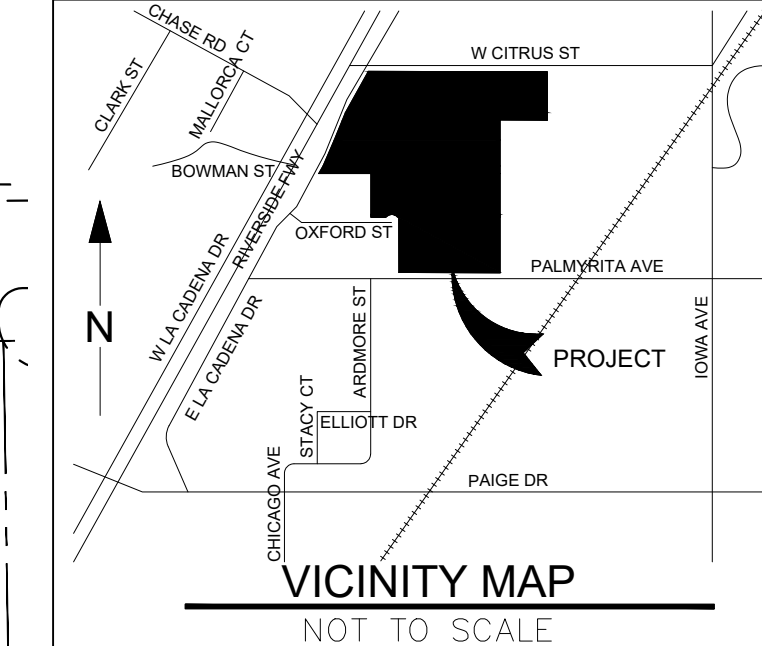 CHASE RD
W CITRUS ST
CLARK ST
MALLORCA CT
BOWMAN ST
RIVERSIDE FWY
OXFORD ST
W LA CADENA DR
PALMYRITA AVE
N
E LA CADENA DR
ARDMORE ST
IOWA AVE
PROJECT
STACY CT
ELLIOTT DR
CHICAGO AVE
PAIGE DR
VICINITY MAP
NOT TO SCALE